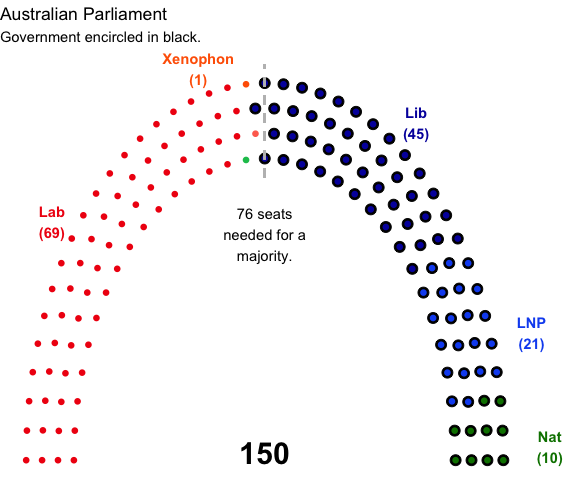 Australian Parliament
Government encircled in black.
Xenophon
(1)
Lib
(45)
Lab
(69)
76 seats
needed for a
majority.
LNP
(21)
Nat
(10)
150